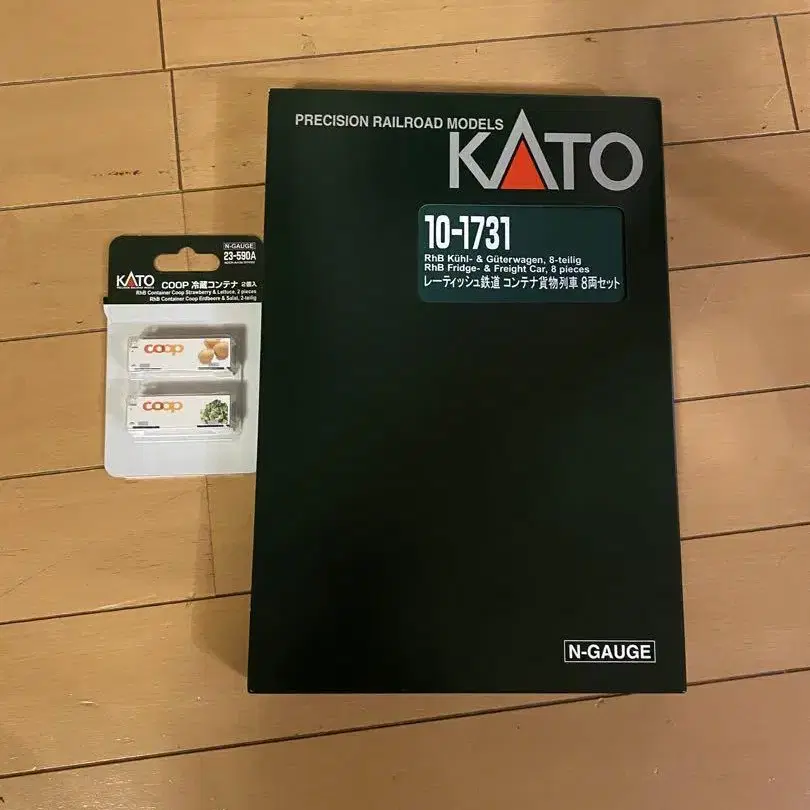 PRECISION RAILROAD MODELS
KATO
10-1731
RhB Kühl- & Güterwagen, 8-teilig
RhB Fridge- & Freight Car, 8 pieces
レーティッシュ鉄道 コンテナ貨物列車 8両セット
N-GAUGE
N-GAUGE
23-590A
KATO
COOP 冷蔵コンテナ 2個入
RhB Container Coop Strawberry & Lettuce, 2 pieces
RhB Container Coop Erdbeere & Salat, 2-teilig
coop
coop